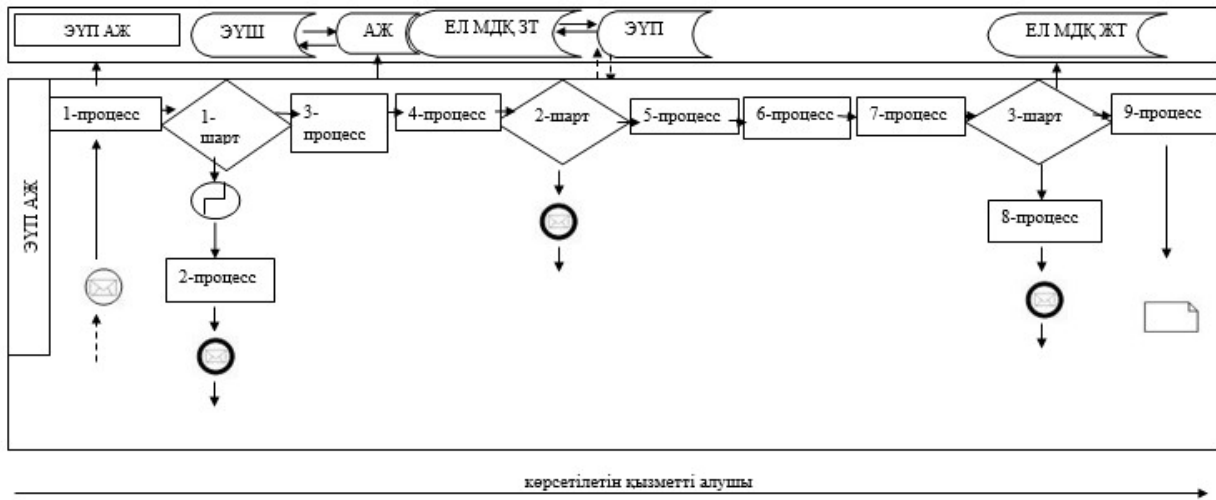 ЭҮП АЖ
ЭҮШ
АЖ
ЕЛ МДҚ ЗТ
ЭҮП
ЕЛ МДҚ ЖТ
ЭҮП АЖ
1-процесс
1-
шарт
3-
процесс
4-процесс
2-шарт
5-процесс
6-процесс
7-процесс
3-шарт
9-процесс
2-процесс
8-процесс
көрсетілетін қызметті алушы